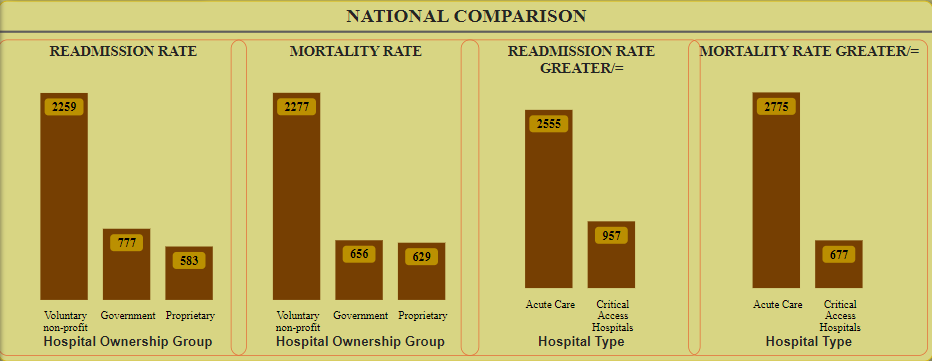 NATIONAL COMPARISON
READMISSION RATE
2259
777
583
Voluntary
non-profit
Government
Proprietary
Hospital Ownership Group
MORTALITY RATE
2277
656
629
Voluntary
non-profit
Government
Proprietary
Hospital Ownership Group
READMISSION RATE
GREATER/=
2555
957
Acute Care
Critical
Access
Hospitals
Hospital Type
MORTALITY RATE GREATER/=
2775
677
Acute Care
Critical
Access
Hospitals
Hospital Type